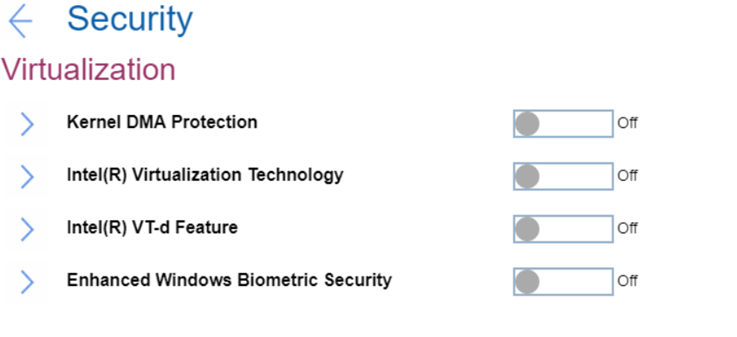 Security
Virtualization
Kernel DMA Protection Off
Intel(R) Virtualization Technology Off
Intel(R) VT-d Feature Off
Enhanced Windows Biometric Security Off